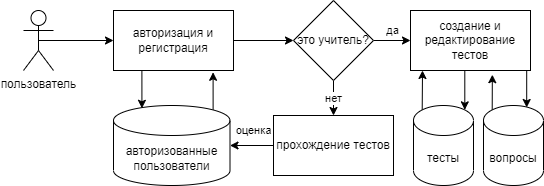 пользователь
авторизация и
регистрация
это учитель?
да
создание и
редактирование
тестов
нет
оценка
авторизованные
пользователи
прохождение тестов
тесты
вопросы